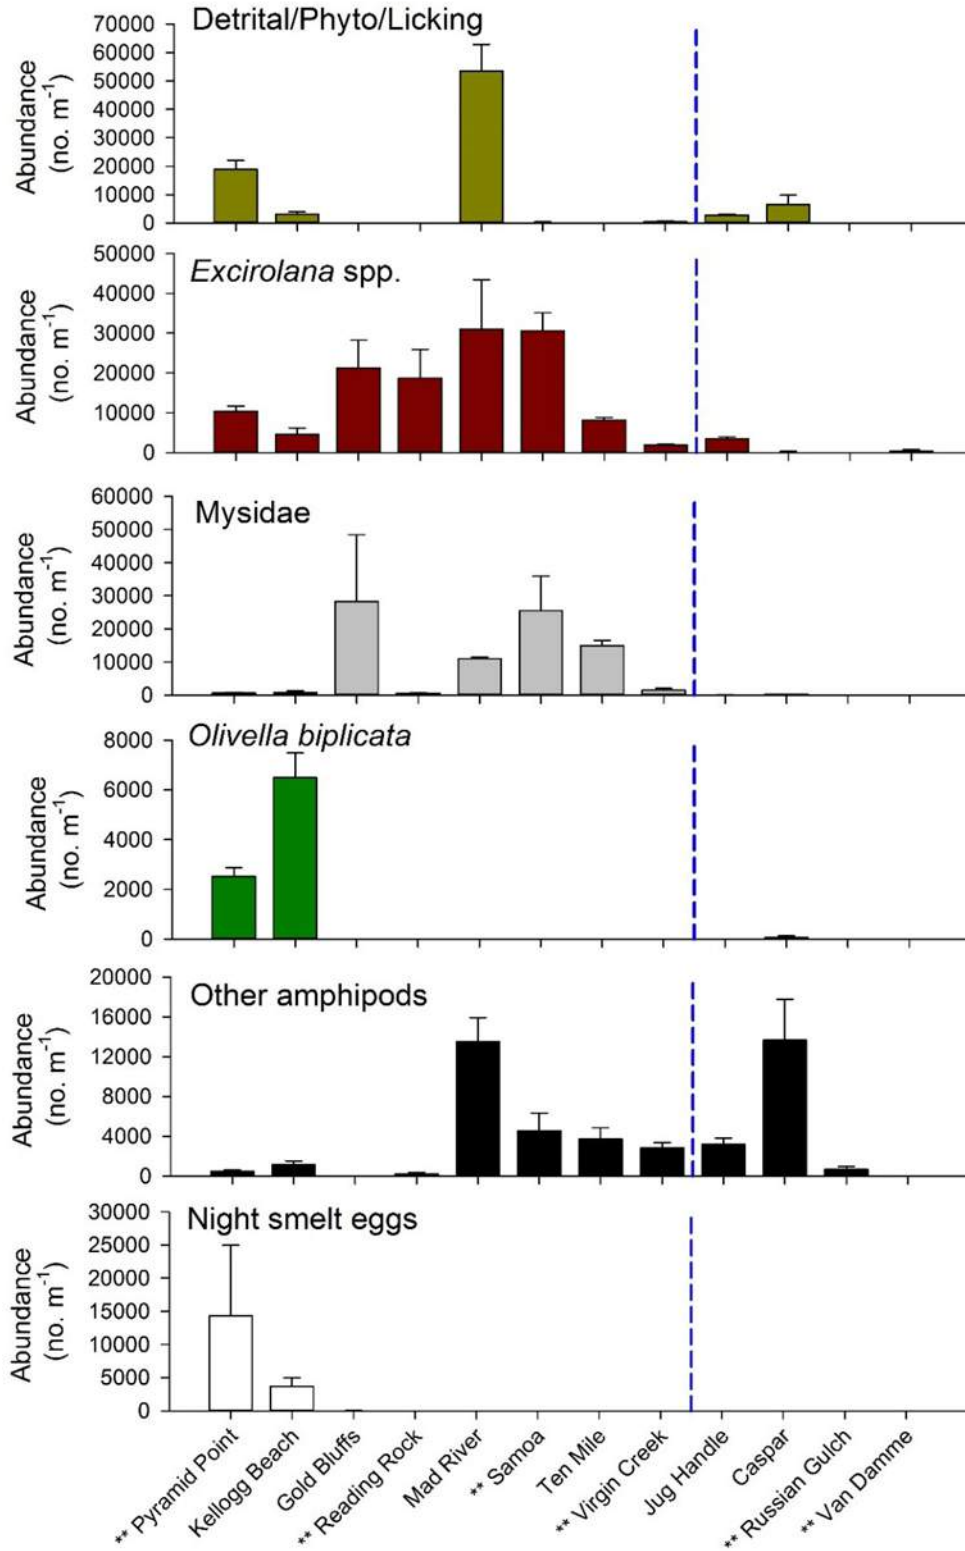 Detrital/Phyto/Licking
70000
60000
50000
40000
30000
20000
10000
0
Abundance
(no. m-1)
Excirolana spp.
50000
40000
30000
20000
10000
0
Abundance
(no. m-1)
Mysidae
60000
50000
40000
30000
20000
10000
0
Abundance
(no. m-1)
Olivella biplicata
8000
6000
4000
2000
0
Abundance
(no. m-1)
Other amphipods
20000
16000
12000
8000
4000
0
Abundance
(no. m-1)
Night smelt eggs
30000
25000
20000
15000
10000
5000
0
Abundance
(no. m-1)
** Pyramid Point
Kellogg Beach
Gold Bluffs
** Reading Rock
Mad River
** Samoa
Ten Mile
** Virgin Creek
Jug Handle
Caspar
** Russian Gulch
** Van Damme